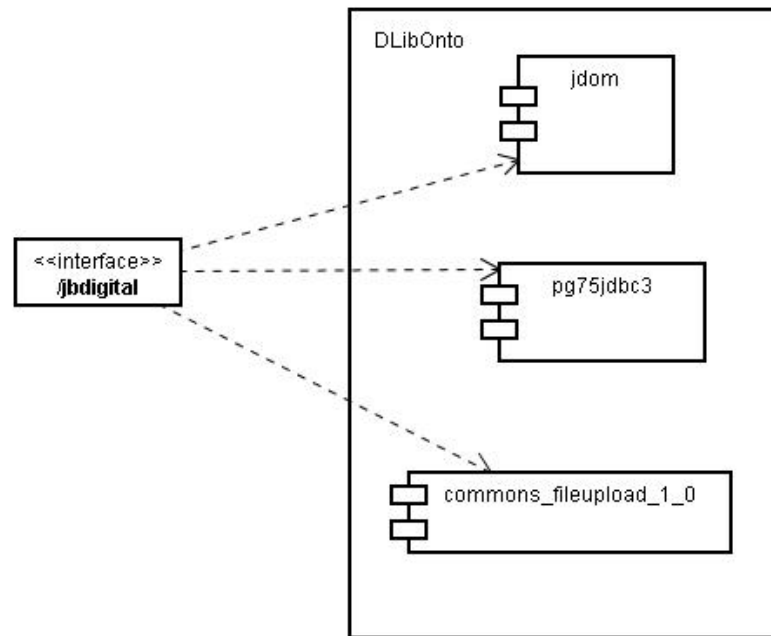 DLibOnto
jdom
<<interface>>
/jbdigital
pg75jdbc3
commons_fileupload_1_0